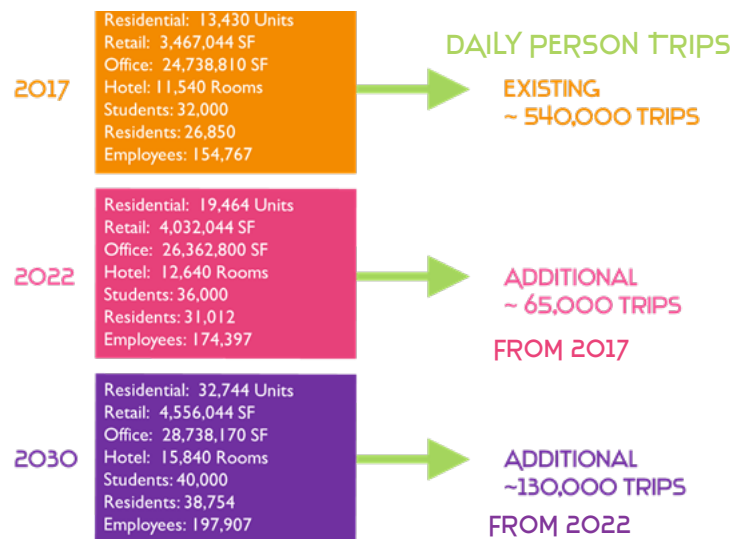 DAILY PERSON TRIPS
2017
Residential: 13,430 Units
Retail: 3,467,044 SF
Office: 24,738,810 SF
Hotel: 11,540 Rooms
Students: 32,000
Residents: 26,850
Employees: 154,767
EXISTING
~ 540,000 TRIPS
2022
Residential: 19,464 Units
Retail: 4,032,044 SF
Office: 26,362,800 SF
Hotel: 12,640 Rooms
Students: 36,000
Residents: 31,012
Employees: 174,397
ADDITIONAL
~ 65,000 TRIPS
FROM 2017
2030
Residential: 32,744 Units
Retail: 4,556,044 SF
Office: 28,738,170 SF
Hotel: 15,840 Rooms
Students: 40,000
Residents: 38,754
Employees: 197,907
ADDITIONAL
~130,000 TRIPS
FROM 2022